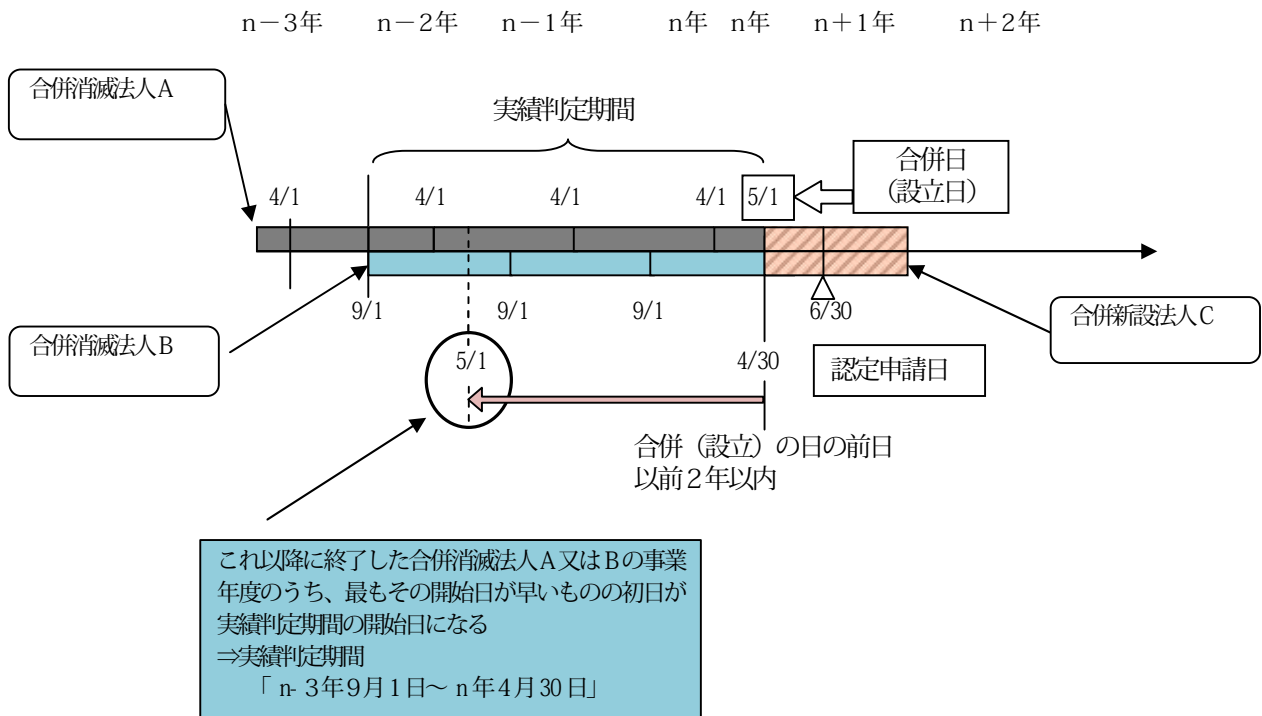 n－3年 n－2年 n－1年 n年 n年 n＋1年 n＋2年
合併消滅法人A
実績判定期間
合併日
（設立日）
4/1 4/1 4/1 4/1 5/1
9/1 9/1 9/1 6/30
合併消滅法人B
合併新設法人C
5/1 4/30
認定申請日
合併（設立）の日の前日
以前２年以内
これ以降に終了した合併消滅法人A又はBの事業
年度のうち、最もその開始日が早いものの初日が
実績判定期間の開始日になる
⇒実績判定期間
「 n-3年９月１日～ n年４月30日」